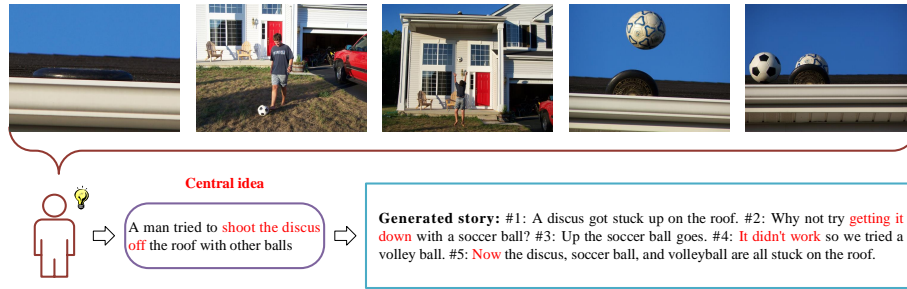 Central idea
A man tried to shoot the discus
off the roof with other balls
Generated story: #1: A discus got stuck up on the roof. #2: Why not try getting it
down with a soccer ball? #3: Up the soccer ball goes. #4: It didn't work so we tried a
volley ball. #5: Now the discus, soccer ball, and volleyball are all stuck on the roof.